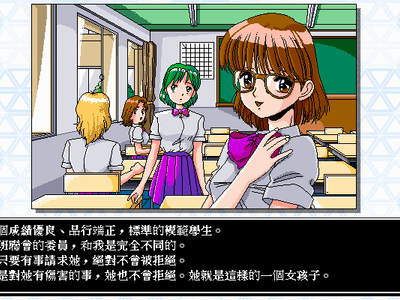 個成績優良、品行端正，標準的模範學生。
班聯會的委員，和我是完全不同的。
只要有事請求她，絕對不會被拒絕。
是對她有傷害的事，她也不會拒絕。她就是這樣的一個女孩子。